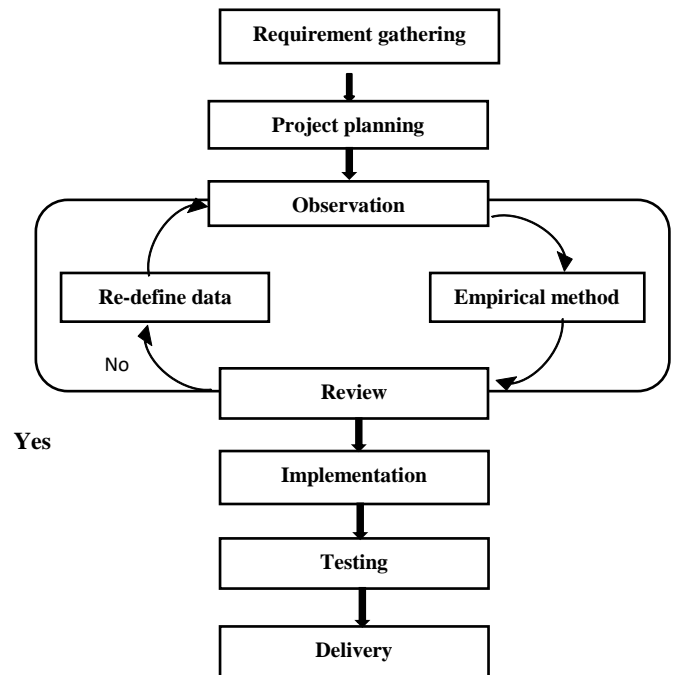 Requirement gathering
Project planning
Observation
Re-define data
Empirical method
No
Review
Yes
Implementation
Testing
Delivery